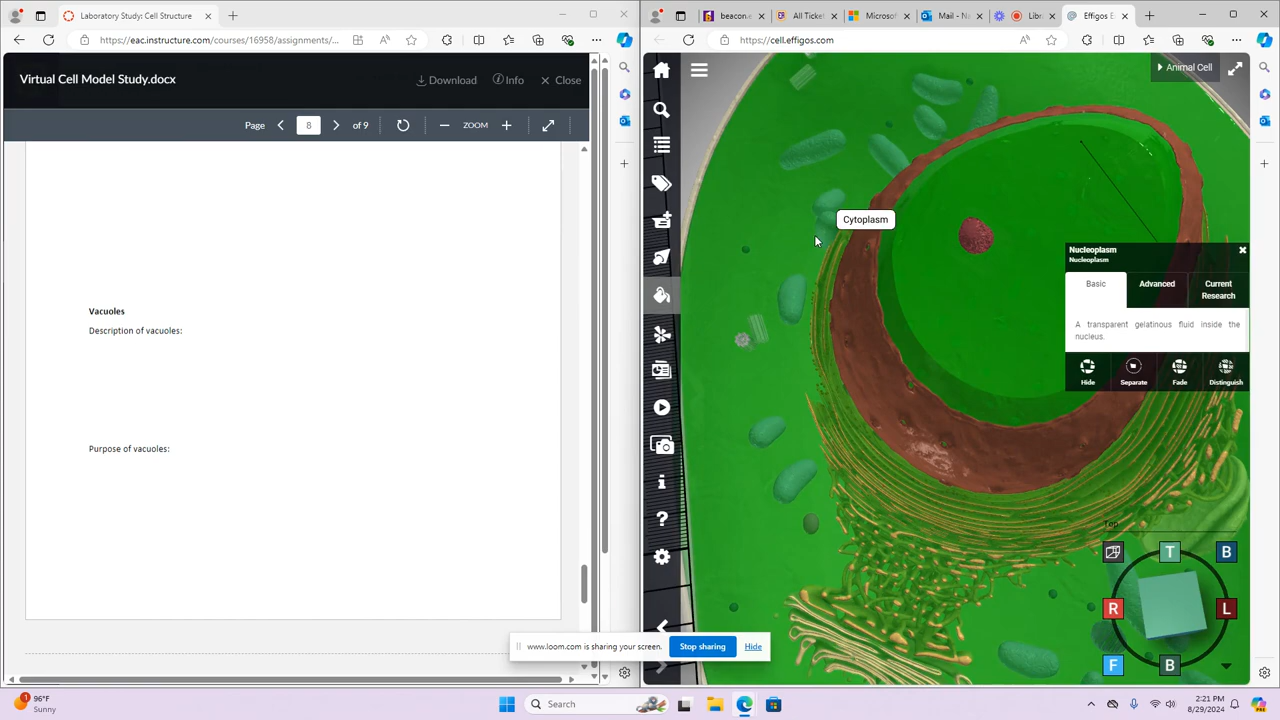 Laboratory Study: Cell Structure
https://eac.instructure.com/courses/16958/assignments/...
Virtual Cell Model Study.docx
Download
Info
Close
Page
8
of 9
ZOOM
Vacuoles
Description of vacuoles:
Purpose of vacuoles:
beacon.e
All Ticket
Microsof
Mail - N
Libr
Effigos E
https://cell.effigos.com
Animal Cell
Cytoplasm
Nucleoplasm
Nucleoplasm
Basic
Advanced
Current
Research
A transparent gelatinous fluid inside the
nucleus.
Hide
Separate
Fade
Distinguish
Top
T
B
R
L
F
B
www.loom.com is sharing your screen.
Stop sharing
Hide
96°F
Sunny
Search
2:21 PM
8/29/2024